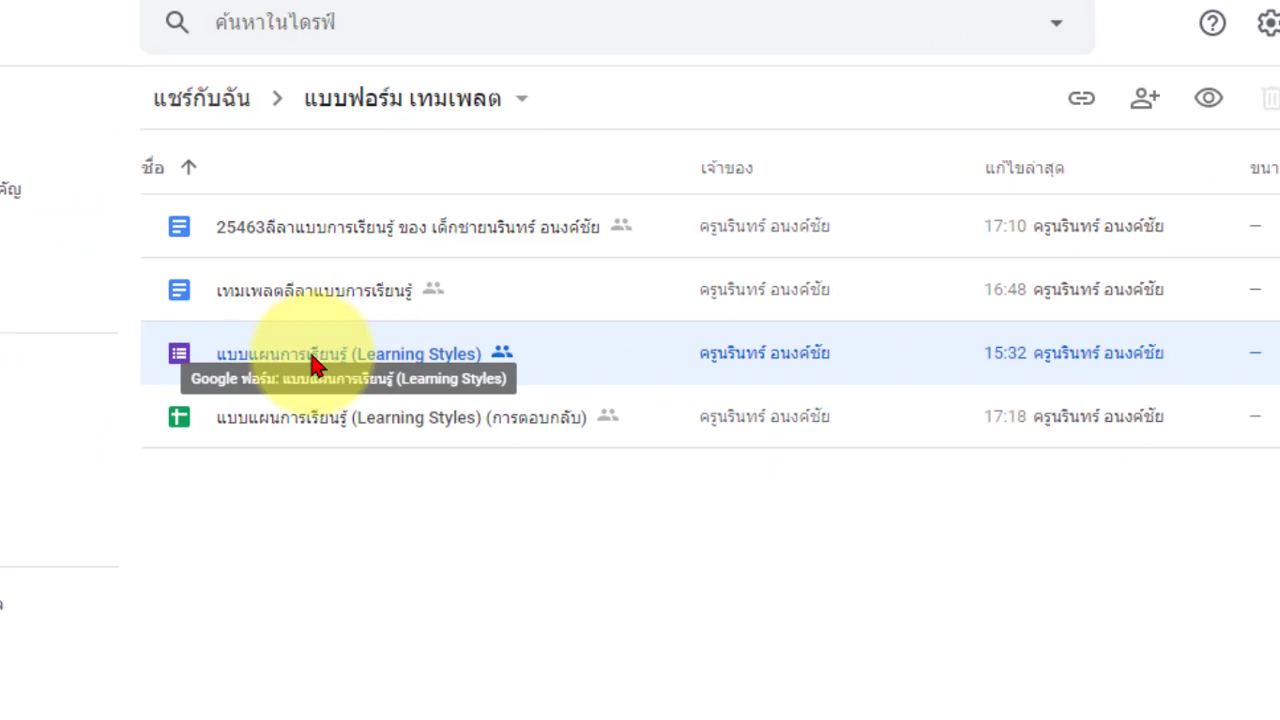 ค้นหาในไดรฟ์
แชร์กับฉัน > แบบฟอร์ม เทมเพลต
ชื่อ เจ้าของ แก้ไขล่าสุด ขนา
คัญ
25463ลีลาแบบการเรียนรู้ ของ เด็กชายนรินทร์ อนงค์ชัย ครูนรินทร์ อนงค์ชัย 17:10 ครูนรินทร์ อนงค์ชัย –
เทมเพลตลีลาแบบการเรียนรู้ ครูนรินทร์ อนงค์ชัย 16:48 ครูนรินทร์ อนงค์ชัย –
แบบแผนการเรียนรู้ (Learning Styles) ครูนรินทร์ อนงค์ชัย 15:32 ครูนรินทร์ อนงค์ชัย –
Google ฟอร์ม: แบบแผนการเรียนรู้ (Learning Styles)
แบบแผนการเรียนรู้ (Learning Styles) (การตอบกลับ) ครูนรินทร์ อนงค์ชัย 17:18 ครูนรินทร์ อนงค์ชัย –